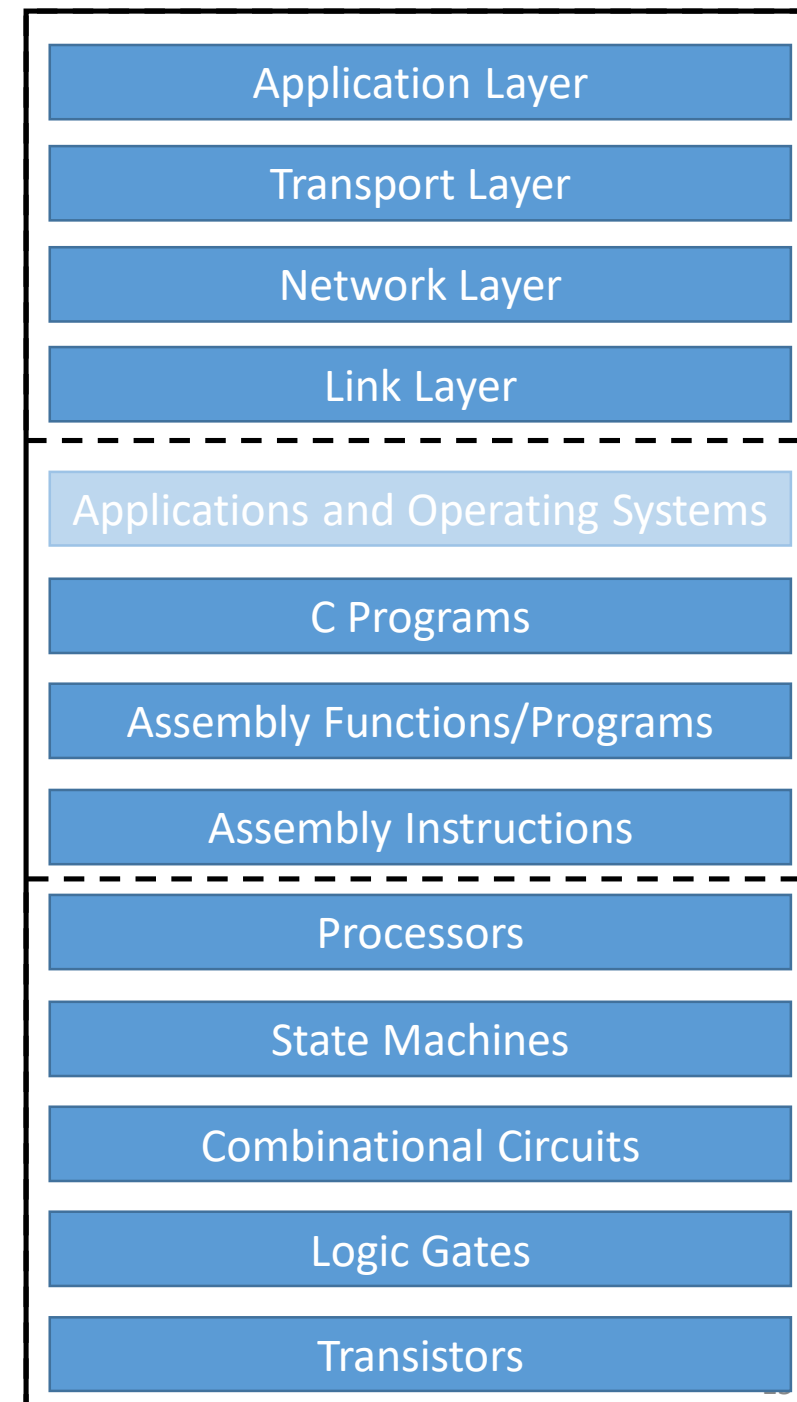 Application Layer
Transport Layer
Network Layer
Link Layer
Applications and Operating Systems
C Programs
Assembly Functions/Programs
Assembly Instructions
Processors
State Machines
Combinational Circuits
Logic Gates
Transistors